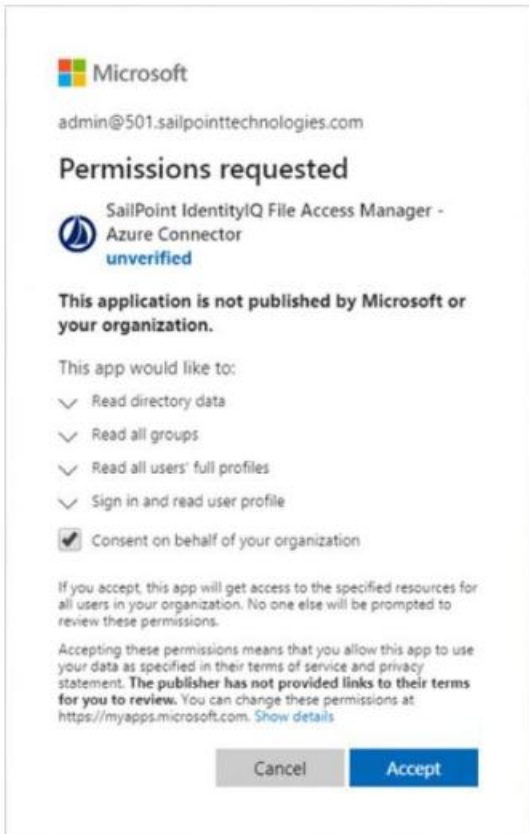 Microsoft
admin@501.sailpointtechnologies.com
Permissions requested
SailPoint IdentityIQ File Access Manager -
Azure Connector
unverified
This application is not published by Microsoft or
your organization.
This app would like to:
Read directory data
Read all groups
Read all users' full profiles
Sign in and read user profile
Consent on behalf of your organization
If you accept, this app will get access to the specified resources for
all users in your organization. No one else will be prompted to
review these permissions.
Accepting these permissions means that you allow this app to use
your data as specified in their terms of service and privacy
statement. The publisher has not provided links to their terms
for you to review. You can change these permissions at
https://myapps.microsoft.com. Show details
Cancel
Accept